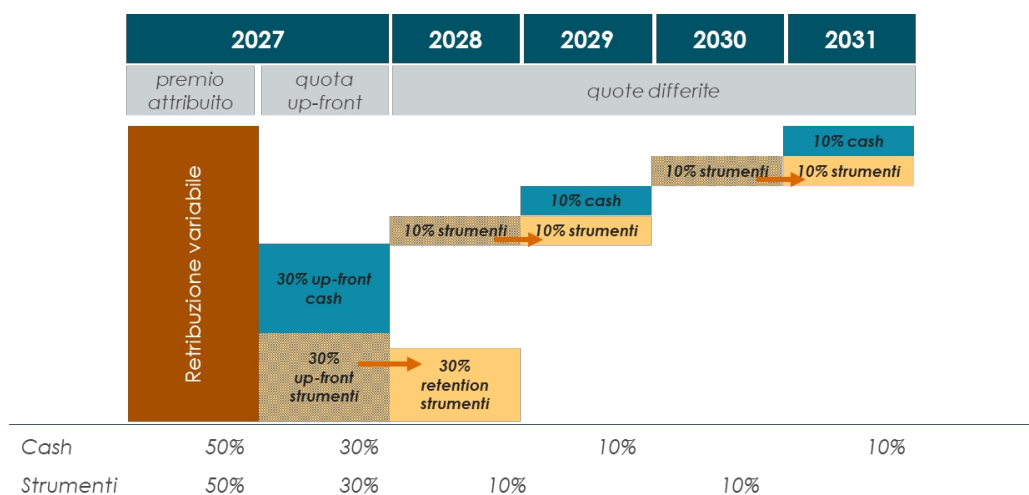 2027 2028 2029 2030 2031
premio attribuito
quota up-front
quote differite
Retribuzione variabile
10% cash
10% strumenti 10% strumenti
10% cash
10% strumenti 10% strumenti
30% up-front
cash
30%
up-front
strumenti
30%
retention
strumenti
Cash 50% 30% 10% 10%
Strumenti 50% 30% 10% 10%